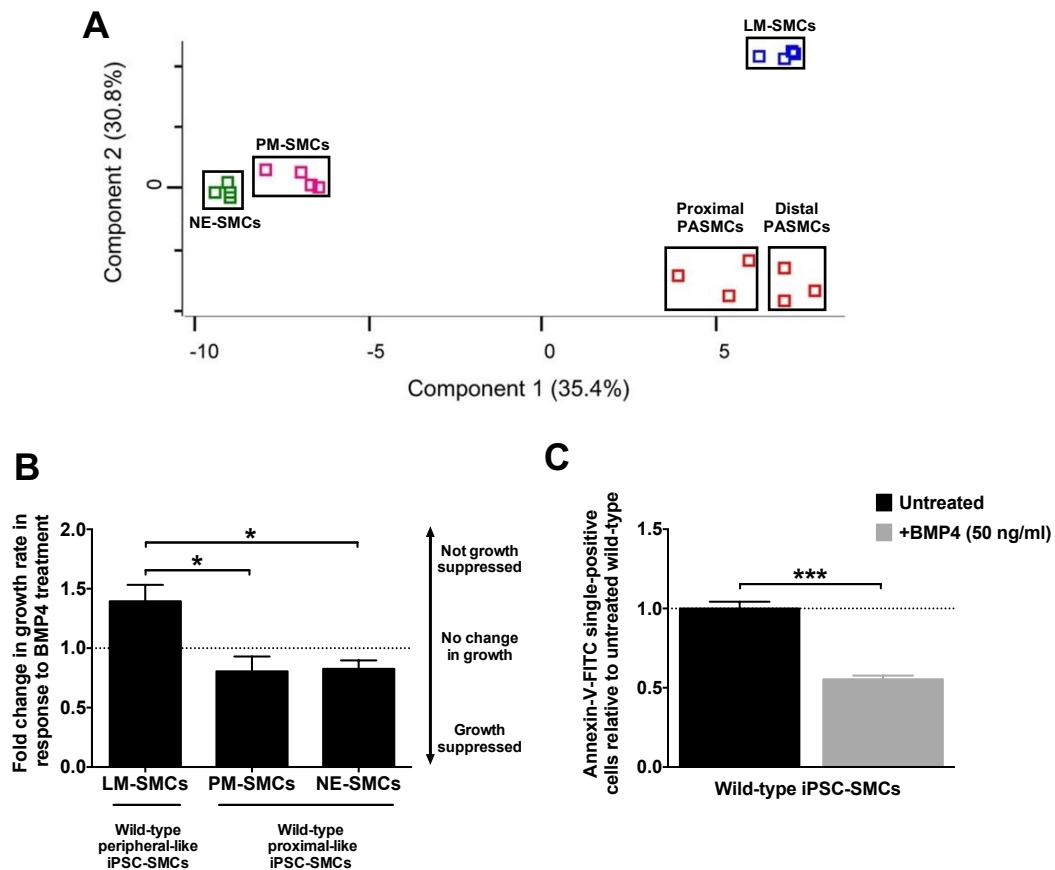 A
LM-SMCs
PM-SMCs
NE-SMCs
Proximal
PASMCs
Distal
PASMCs
Component 2 (30.8%)
0
-10
-5
0
5
Component 1 (35.4%)
B
Fold change in growth rate in
response to BMP4 treatment
2.0
1.5
1.0
0.5
0.0
*
*
Not growth
suppressed
No change
in growth
Growth
suppressed
LM-SMCs
PM-SMCs
NE-SMCs
Wild-type
peripheral-like
iPSC-SMCs
Wild-type
proximal-like
iPSC-SMCs
C
Untreated
+BMP4 (50 ng/ml)
Annexin-V-FITC single-positive
cells relative to untreated wild-type
1.5
1.0
0.5
0.0
***
Wild-type iPSC-SMCs